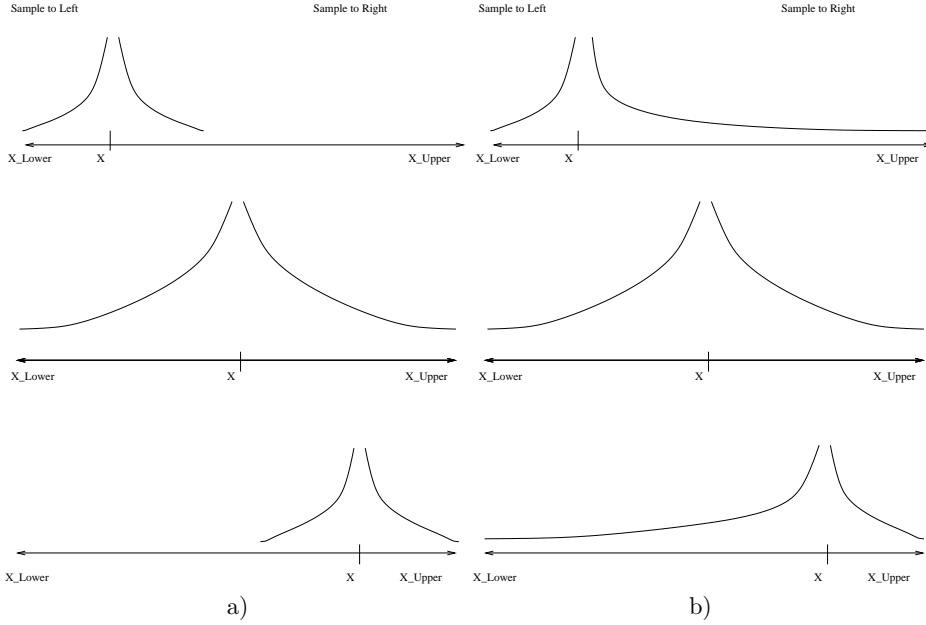 Sample to Left Sample to Right Sample to Left Sample to Right
X_Lower X X_Upper X_Lower X X_Upper
X_Lower X X_Upper X_Lower X X_Upper
X_Lower X X_Upper X_Lower X X_Upper
a) b)